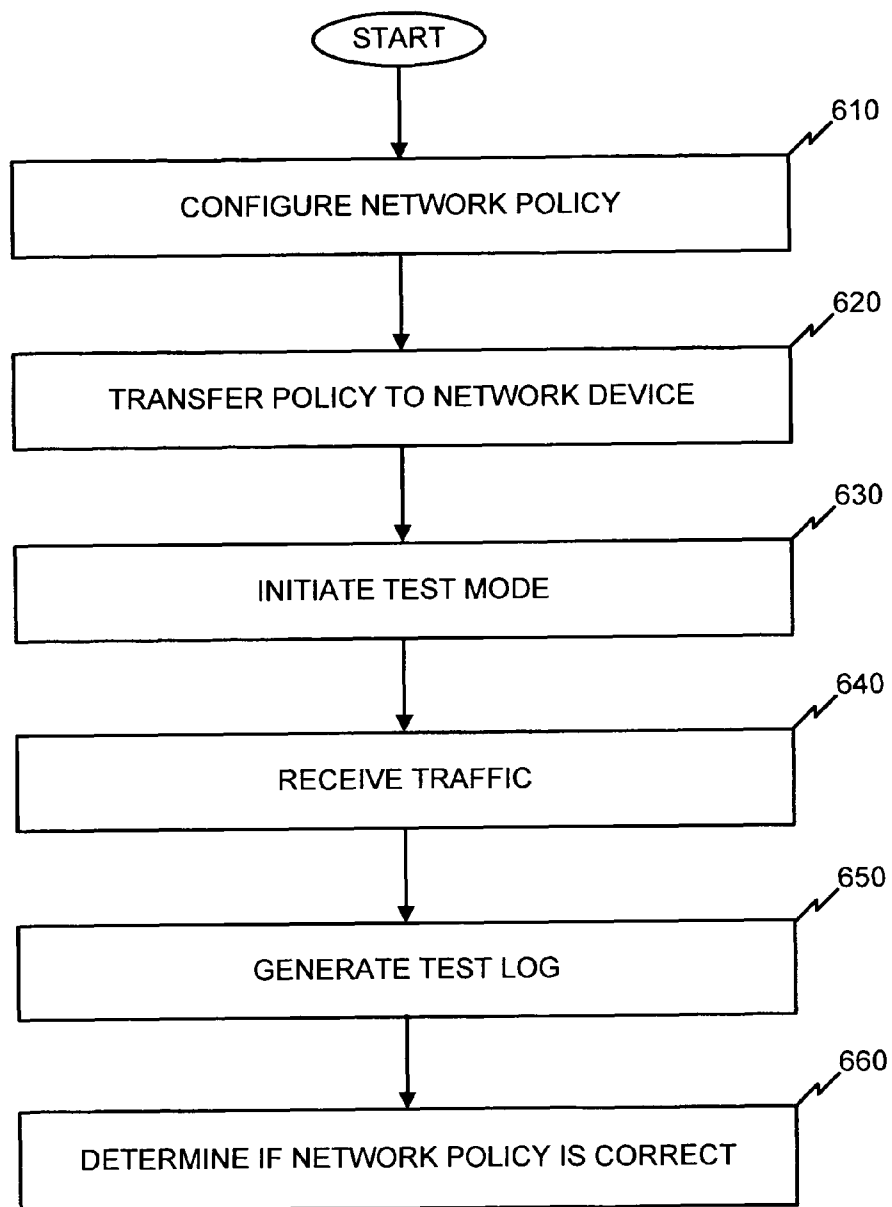 START
610
CONFIGURE NETWORK POLICY
620
TRANSFER POLICY TO NETWORK DEVICE
630
INITIATE TEST MODE
640
RECEIVE TRAFFIC
650
GENERATE TEST LOG
660
DETERMINE IF NETWORK POLICY IS CORRECT